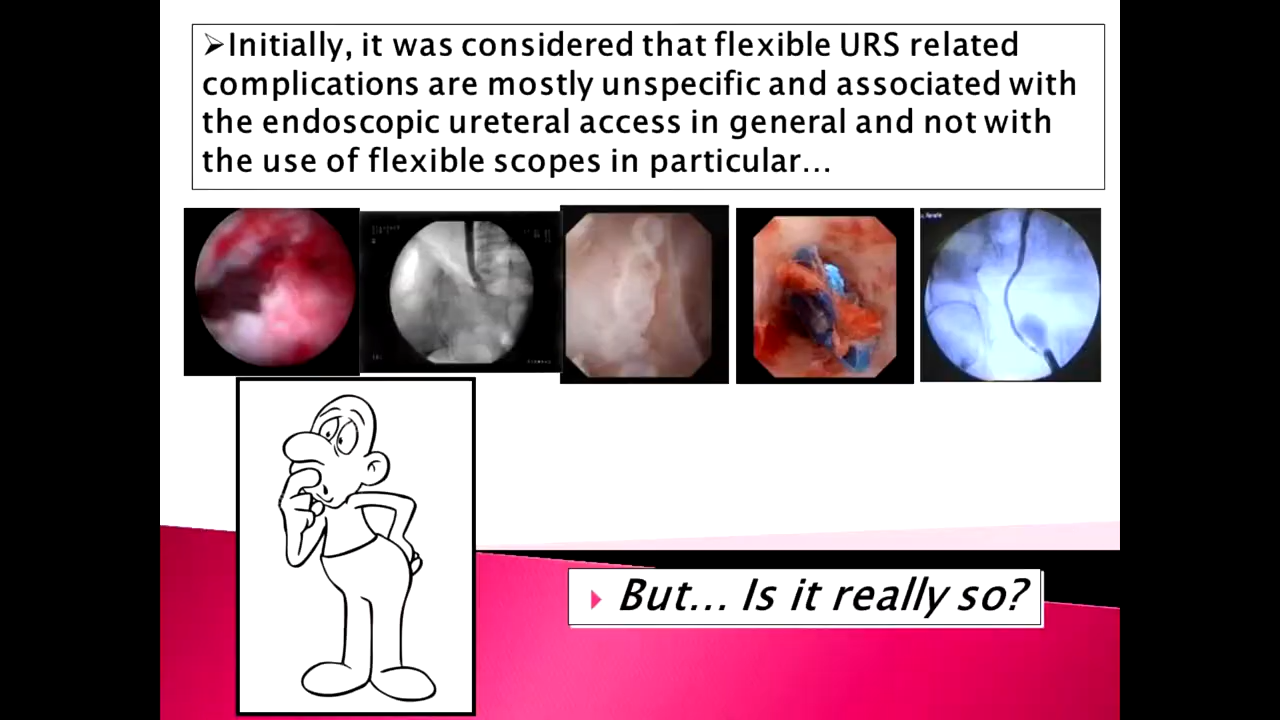 ➢Initially, it was considered that flexible URS related
complications are mostly unspecific and associated with
the endoscopic ureteral access in general and not with
the use of flexible scopes in particular...
But... Is it really so?